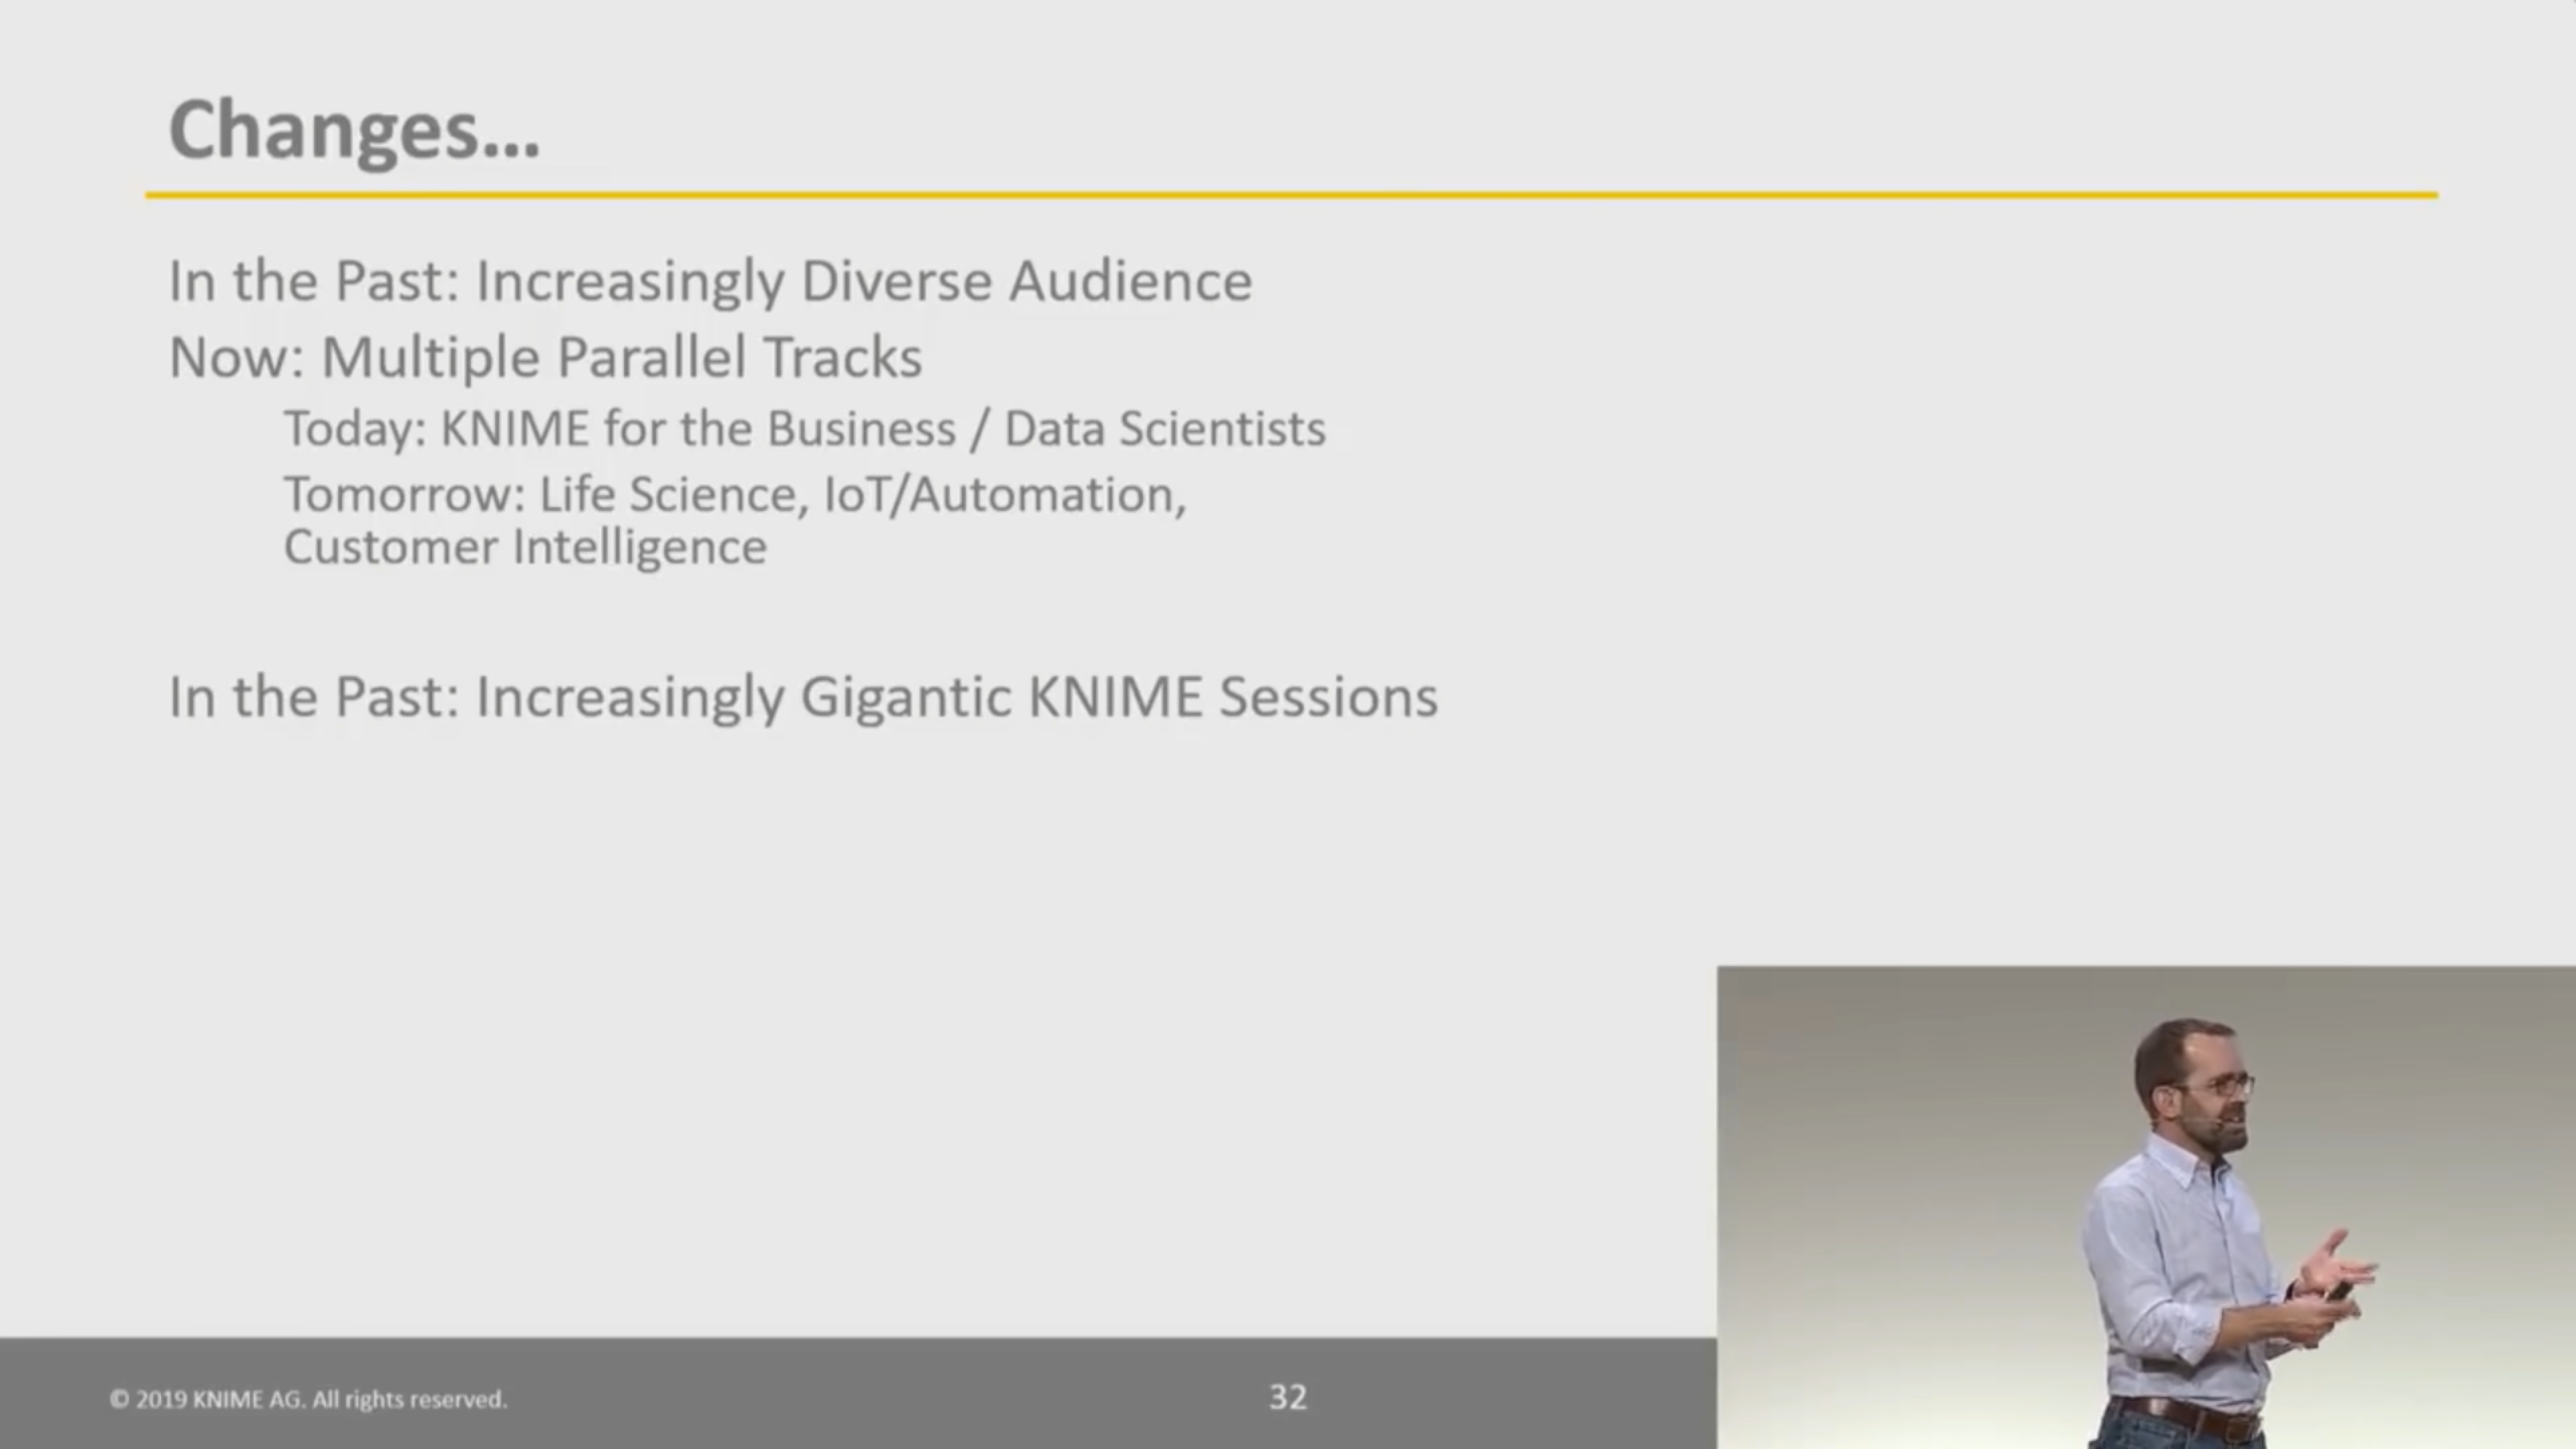 Changes...
In the Past: Increasingly Diverse Audience
Now: Multiple Parallel Tracks
Today: KNIME for the Business / Data Scientists
Tomorrow: Life Science, IoT/Automation,
Customer Intelligence
In the Past: Increasingly Gigantic KNIME Sessions
© 2019 KNIME AG. All rights reserved.
32